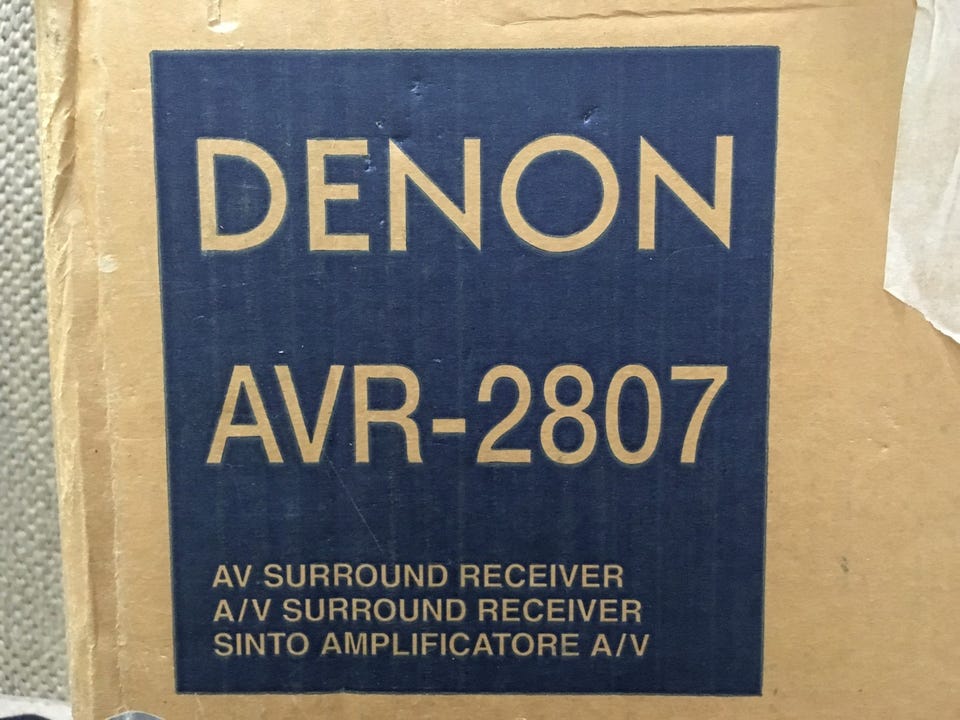 DENON
AVR-2807
AV SURROUND RECEIVER
A/V SURROUND RECEIVER
SINTO AMPLIFICATORE A/V